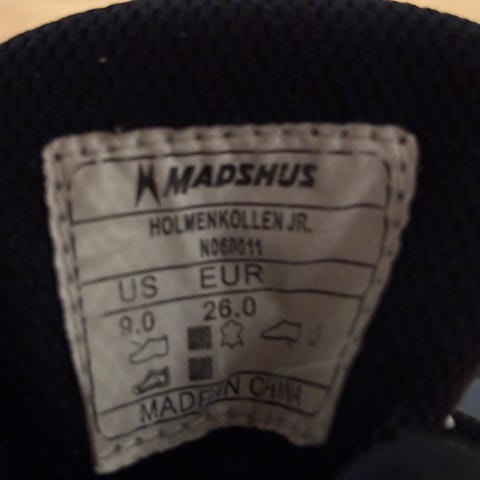 MADSHUS
HOLMENKOLLEN JR.
N060011
US EUR
9.0 26.0
MADE IN CHINA